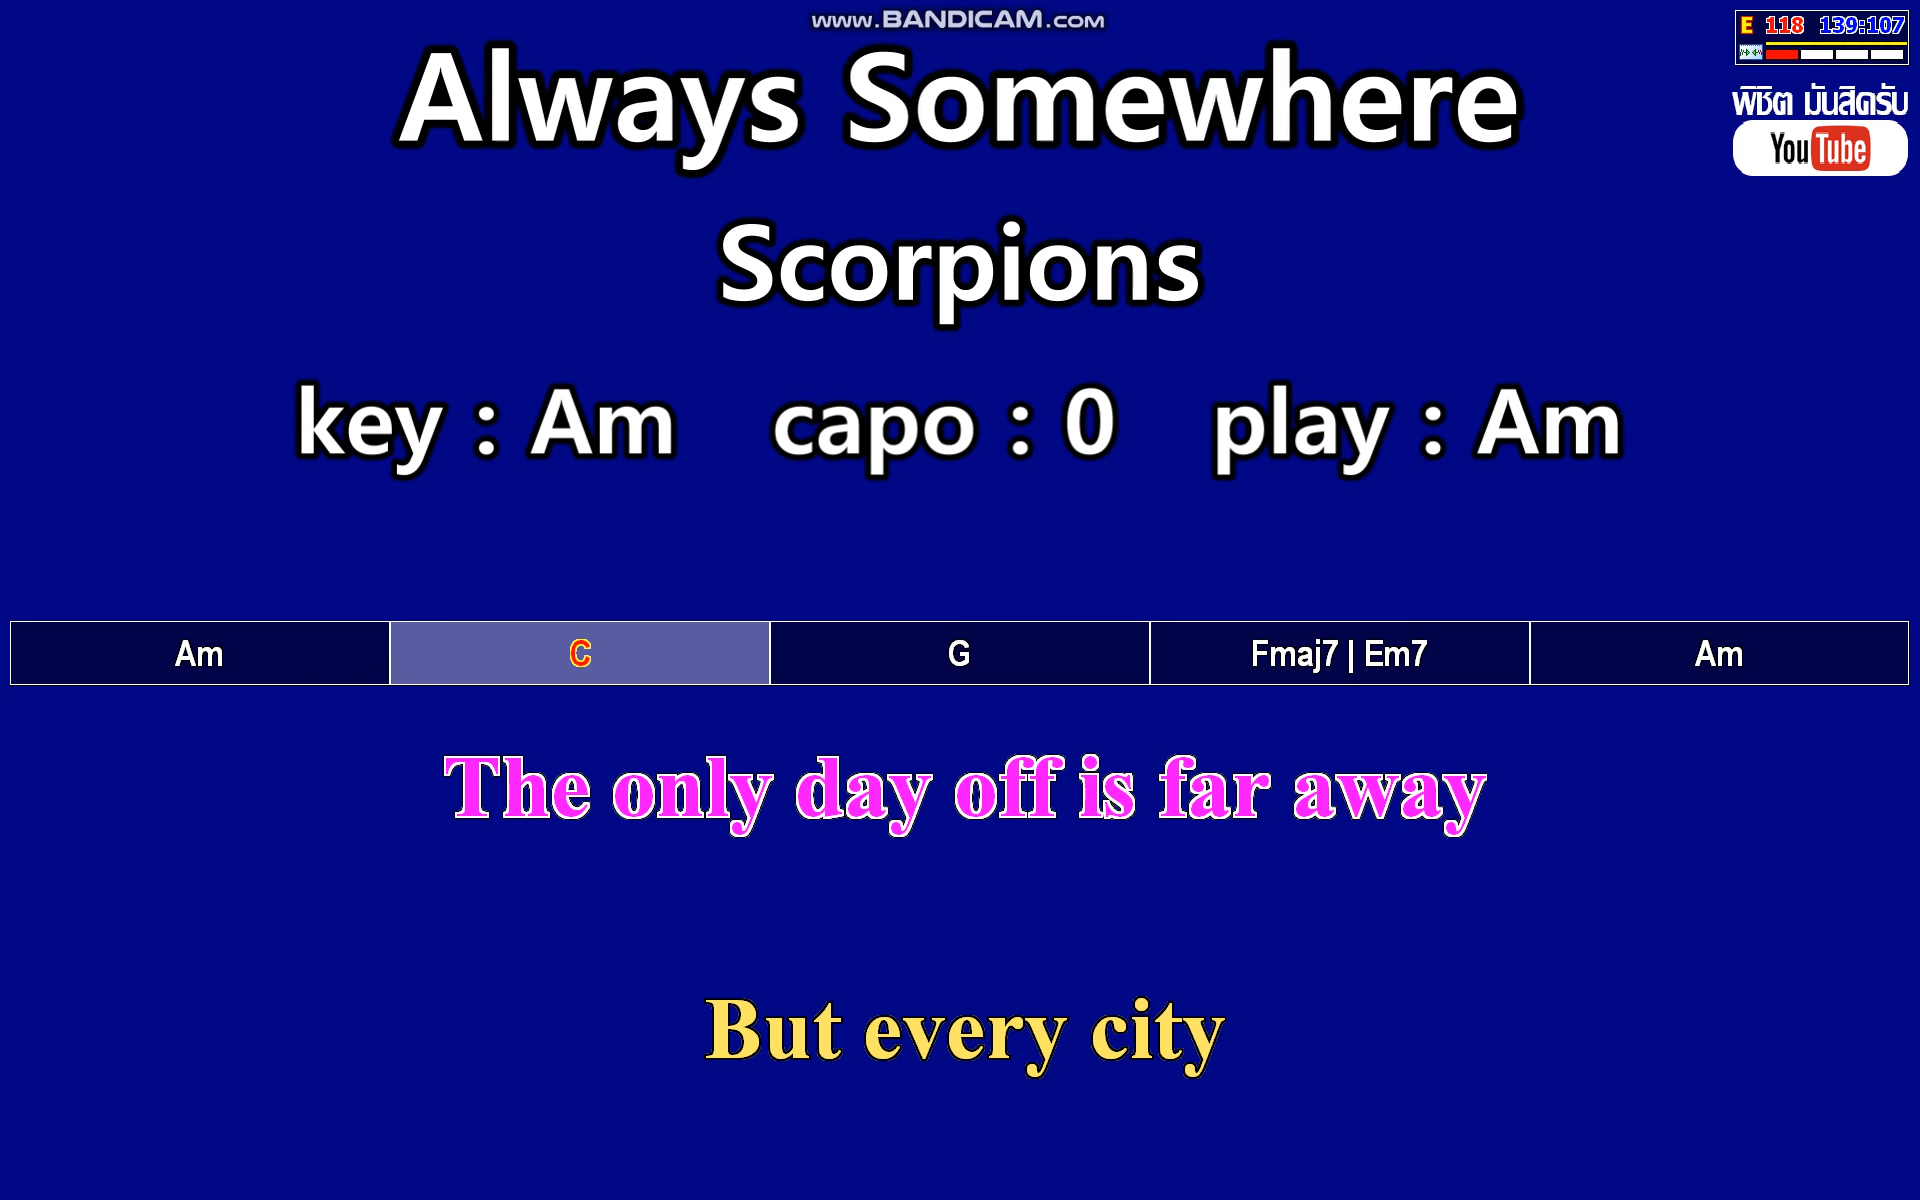 www.BANDICAM.com
E 118 139:107
Always Somewhere
พิชิต มันสิครับ
YouTube
Scorpions
key : Am capo : 0 play : Am
Am C G Fmaj7 | Em7 Am
The only day off is far away
But every city